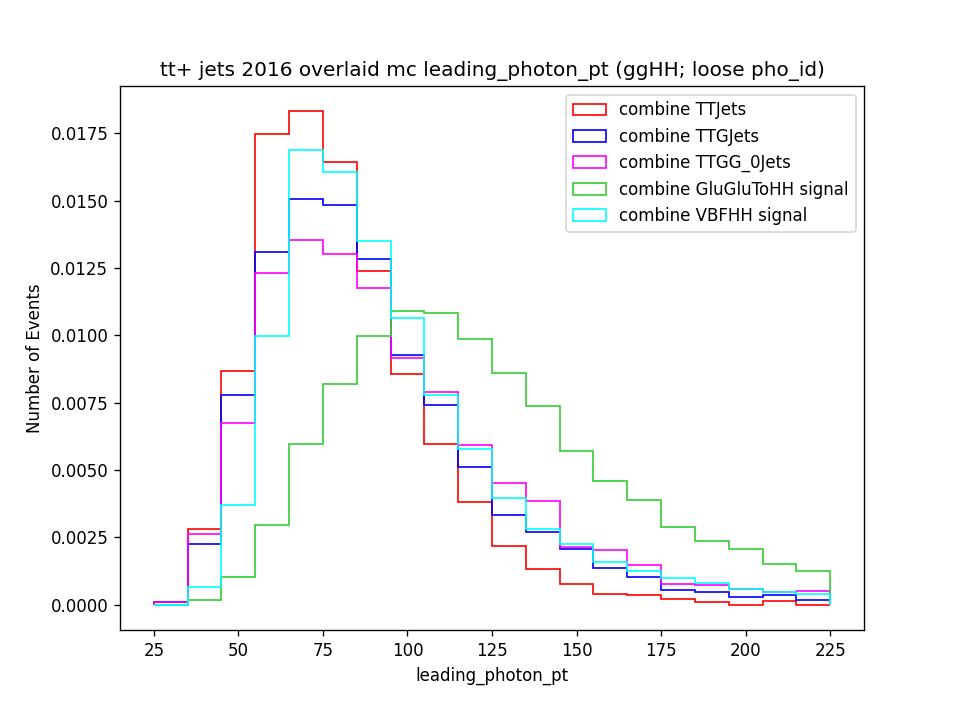 tt+ jets 2016 overlaid mc leading_photon_pt (ggHH; loose pho_id)
combine TTJets
combine TTGJets
combine TTGG_0Jets
combine GluGluToHH signal
combine VBFHH signal
Number of Events
0.0175
0.0150
0.0125
0.0100
0.0075
0.0050
0.0025
0.0000
25 50 75 100 125 150 175 200 225
leading_photon_pt